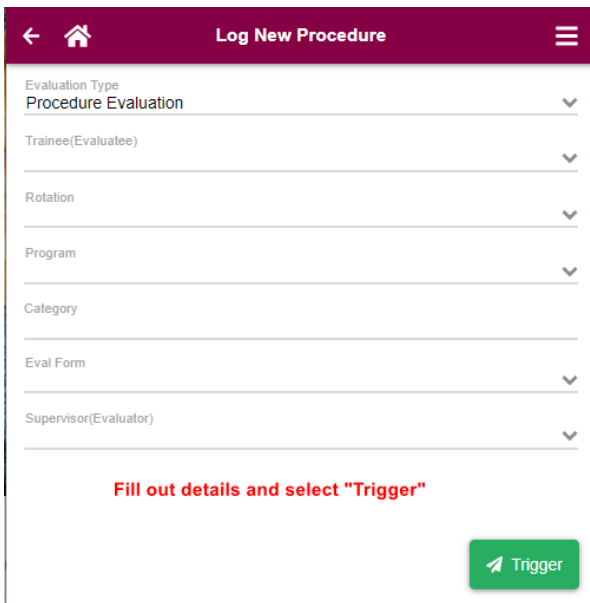 Log New Procedure
Evaluation Type
Procedure Evaluation
Trainee(Evaluatee)
Rotation
Program
Category
Eval Form
Supervisor(Evaluator)
Fill out details and select "Trigger"
Trigger